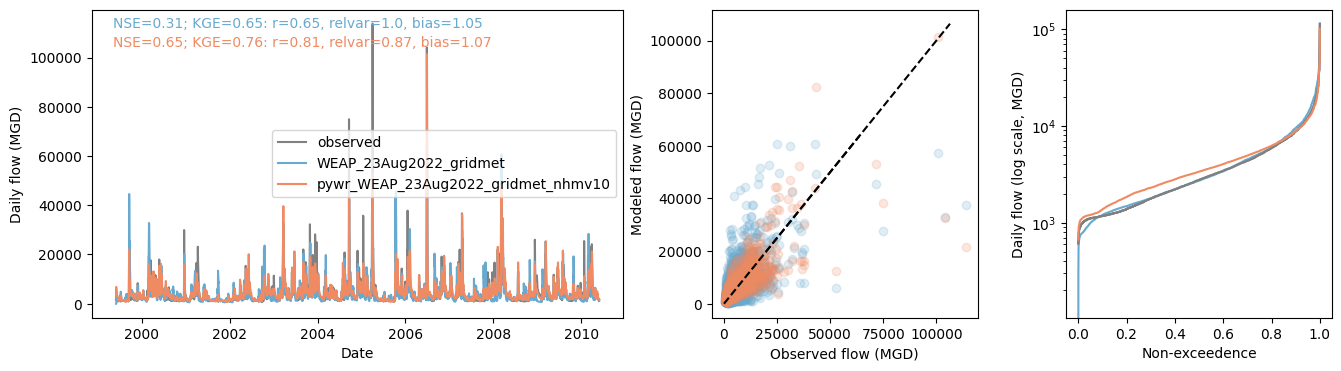 NSE=0.31; KGE=0.65: r=0.65, relvar=1.0, bias=1.05
NSE=0.65; KGE=0.76: r=0.81, relvar=0.87, bias=1.07
Daily flow (MGD)
100000
80000
60000
40000
20000
0
observed
WEAP_23Aug2022_gridmet
pywr_WEAP_23Aug2022_gridmet_nhmv10
2000
2002
2004
2006
2008
2010
Date
Modeled flow (MGD)
100000
80000
60000
40000
20000
0
0
25000
50000
75000
100000
Observed flow (MGD)
Daily flow (log scale, MGD)
10⁵
10⁴
10³
0.0
0.2
0.4
0.6
0.8
1.0
Non-exceedence